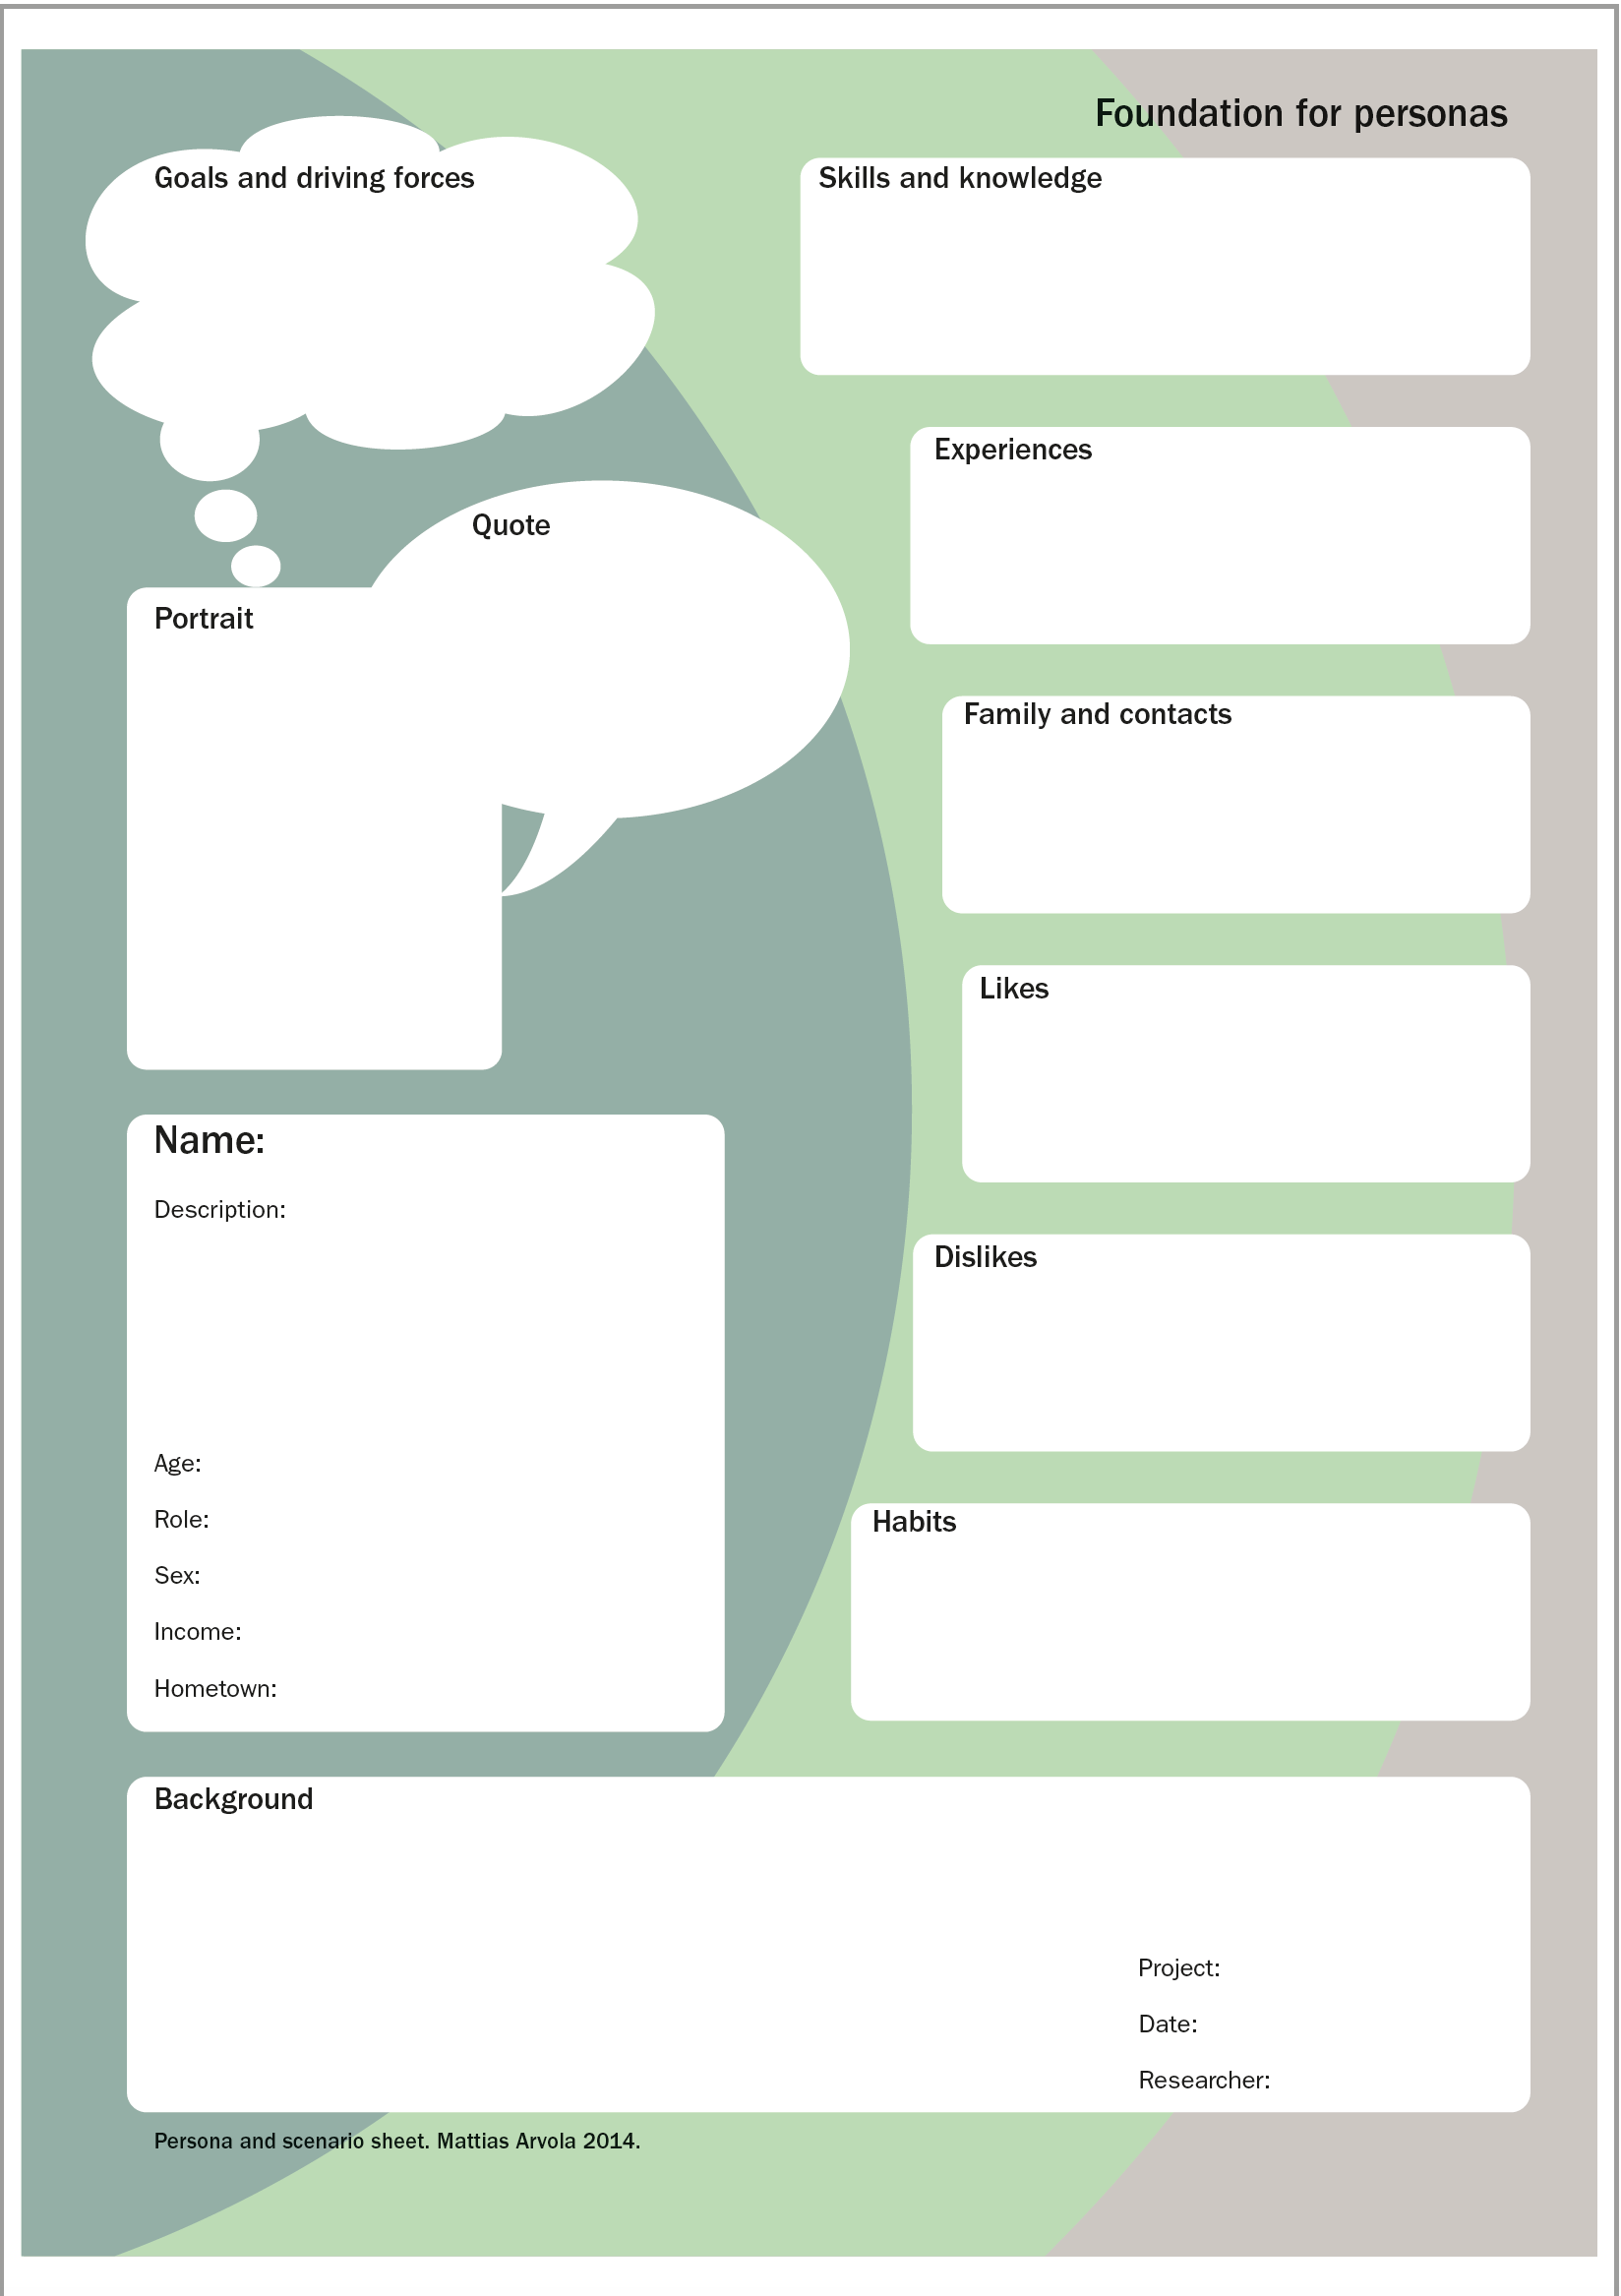 Foundation for personas
Goals and driving forces
Quote
Portrait
Name:
Description:
Age:
Role:
Sex:
Income:
Hometown:
Skills and knowledge
Experiences
Family and contacts
Likes
Dislikes
Habits
Background
Project:
Date:
Researcher:
Persona and scenario sheet. Mattias Arvola 2014.